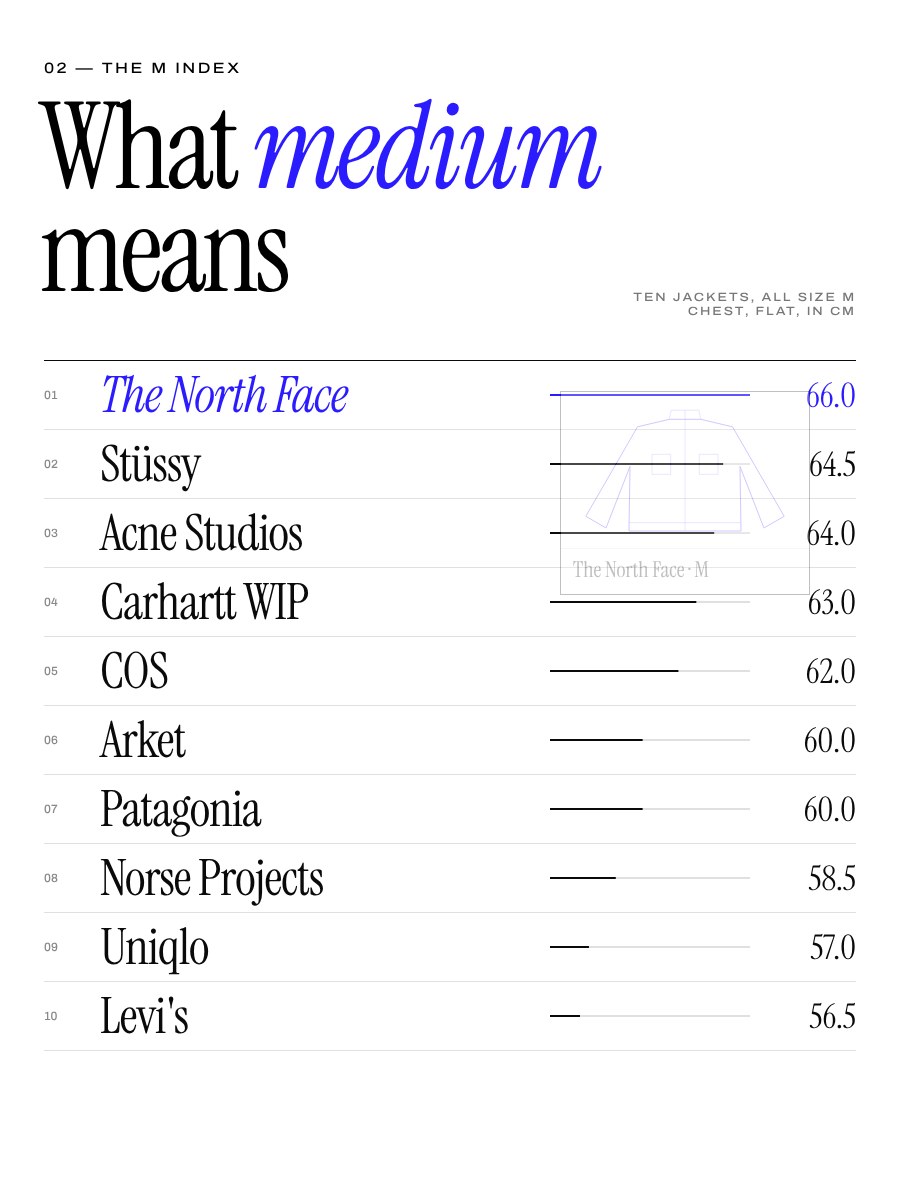 02 — THE M INDEX
What medium
means
TEN JACKETS, ALL SIZE M
CHEST, FLAT, IN CM
01 The North Face 66.0
02 Stüssy 64.5
03 Acne Studios 64.0
The North Face · M
04 Carhartt WIP 63.0
05 COS 62.0
06 Arket 60.0
07 Patagonia 60.0
08 Norse Projects 58.5
09 Uniqlo 57.0
10 Levi's 56.5